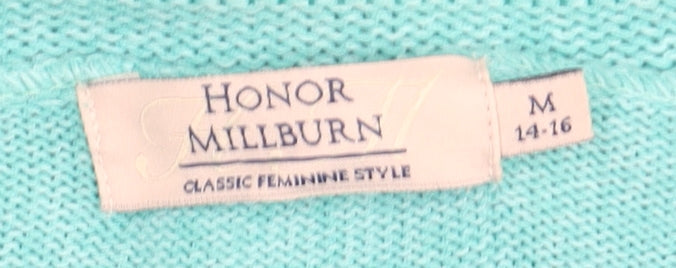 HONOR
MILLBURN
CLASSIC FEMININE STYLE
M
14-16